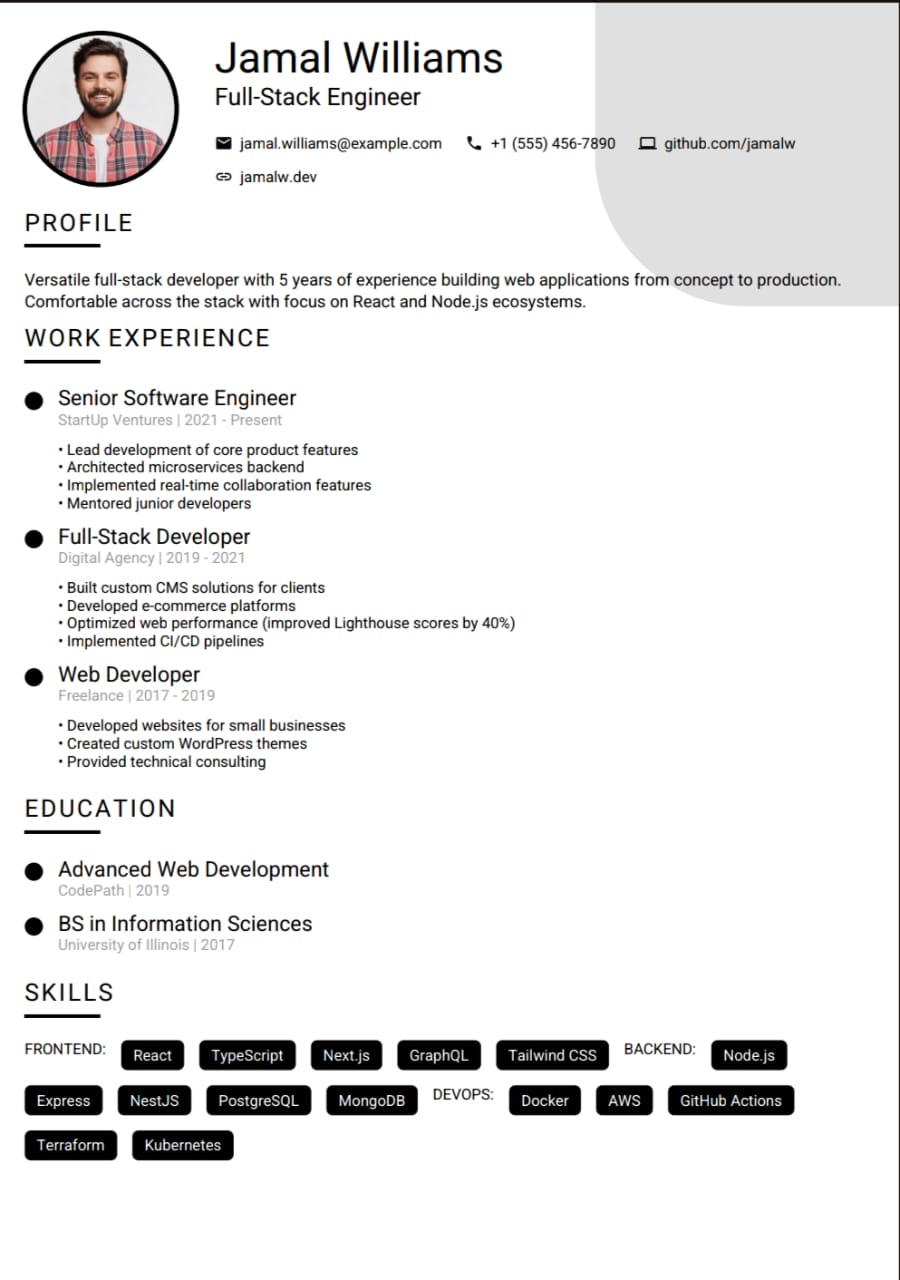 Jamal Williams
Full-Stack Engineer
jamal.williams@example.com +1 (555) 456-7890 github.com/jamalw
jamalw.dev
PROFILE
Versatile full-stack developer with 5 years of experience building web applications from concept to production.
Comfortable across the stack with focus on React and Node.js ecosystems.
WORK EXPERIENCE
Senior Software Engineer
StartUp Ventures | 2021 - Present
• Lead development of core product features
• Architected microservices backend
• Implemented real-time collaboration features
• Mentored junior developers
Full-Stack Developer
Digital Agency | 2019 - 2021
• Built custom CMS solutions for clients
• Developed e-commerce platforms
• Optimized web performance (improved Lighthouse scores by 40%)
• Implemented CI/CD pipelines
Web Developer
Freelance | 2017 - 2019
• Developed websites for small businesses
• Created custom WordPress themes
• Provided technical consulting
EDUCATION
Advanced Web Development
CodePath | 2019
BS in Information Sciences
University of Illinois | 2017
SKILLS
FRONTEND: React TypeScript Next.js GraphQL Tailwind CSS BACKEND: Node.js
Express NestJS PostgreSQL MongoDB DEVOPS: Docker AWS GitHub Actions
Terraform Kubernetes